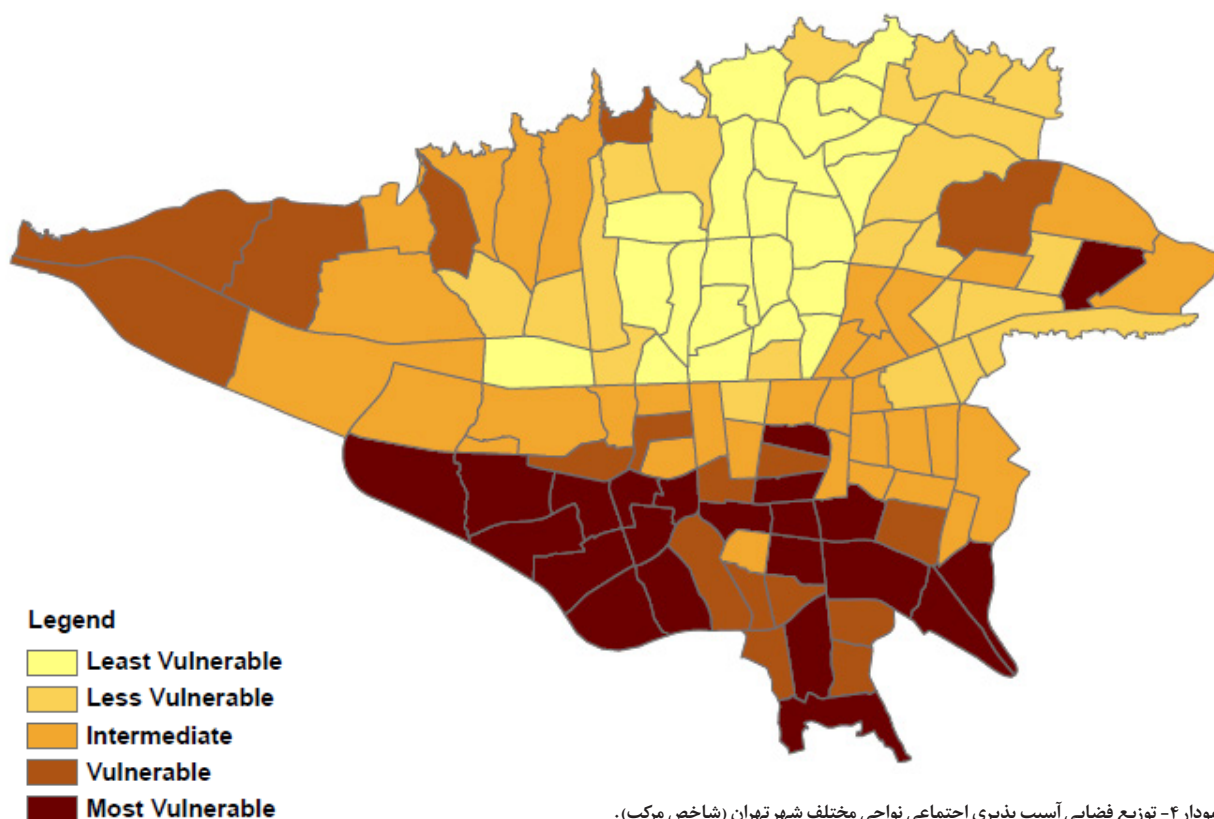 Legend
Least Vulnerable
Less Vulnerable
Intermediate
Vulnerable
Most Vulnerable
۴- توزیع فضایی آسیب پذیری اجتماعی نواحی مختلف شهر تهران (شاخص مرکب).